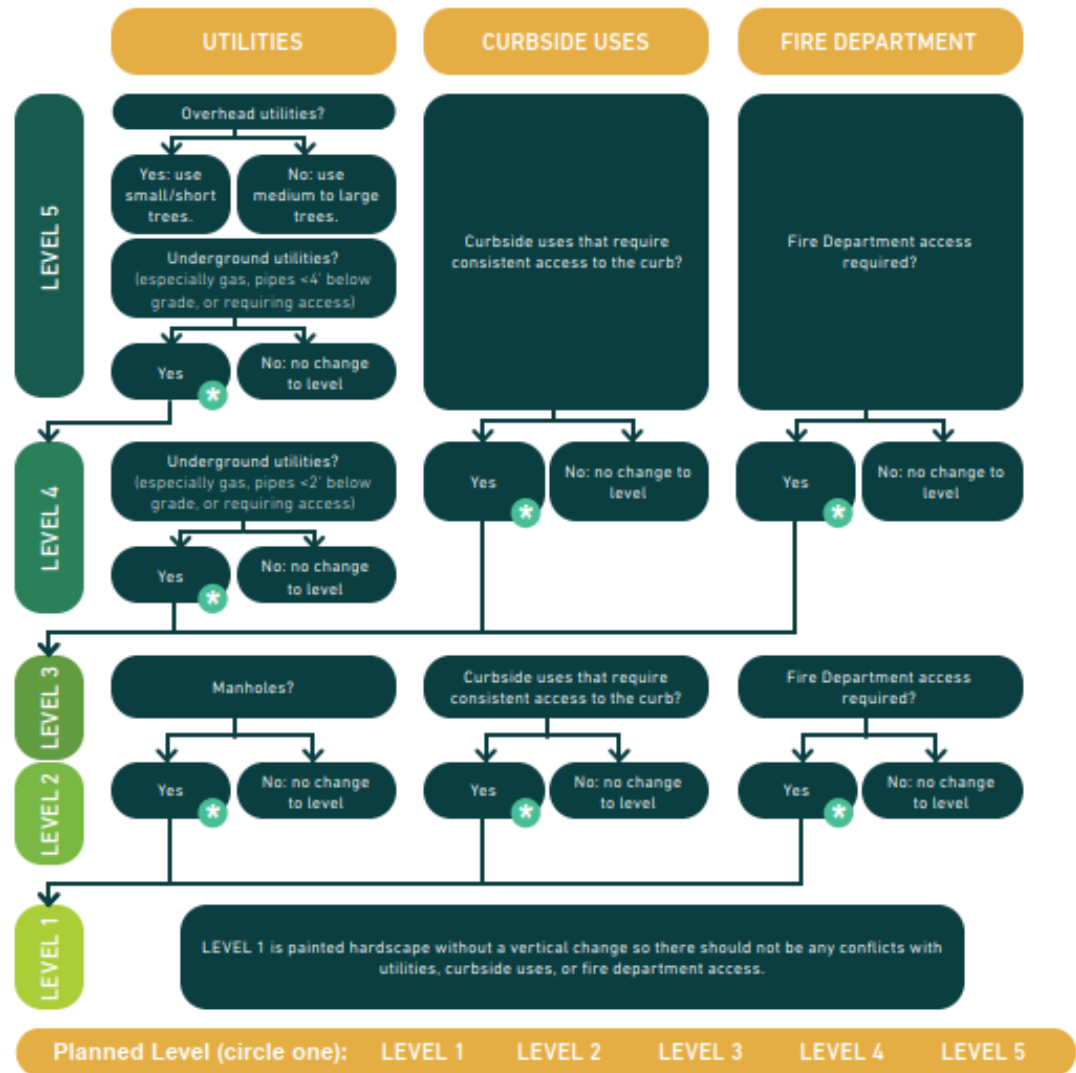 UTILITIES
CURBSIDE USES
FIRE DEPARTMENT
LEVEL 5
Overhead utilities?
Yes: use
small/short
trees.
No: use
medium to large
trees.
Underground utilities?
(especially gas, pipes <4' below
grade, or requiring access)
Yes
*
No: no change
to level
Curbside uses that require
consistent access to the curb?
Fire Department access
required?
LEVEL 4
Underground utilities?
(especially gas, pipes <2' below
grade, or requiring access)
Yes
*
No: no change
to level
Yes
*
No: no change to
level
Yes
*
No: no change to
level
LEVEL 3
Manholes?
Curbside uses that require
consistent access to the curb?
Fire Department access
required?
LEVEL 2
Yes
*
No: no change
to level
Yes
*
No: no change
to level
Yes
*
No: no change
to level
LEVEL 1
LEVEL 1 is painted hardscape without a vertical change so there should not be any conflicts with
utilities, curbside uses, or fire department access.
Planned Level (circle one): LEVEL 1 LEVEL 2 LEVEL 3 LEVEL 4 LEVEL 5